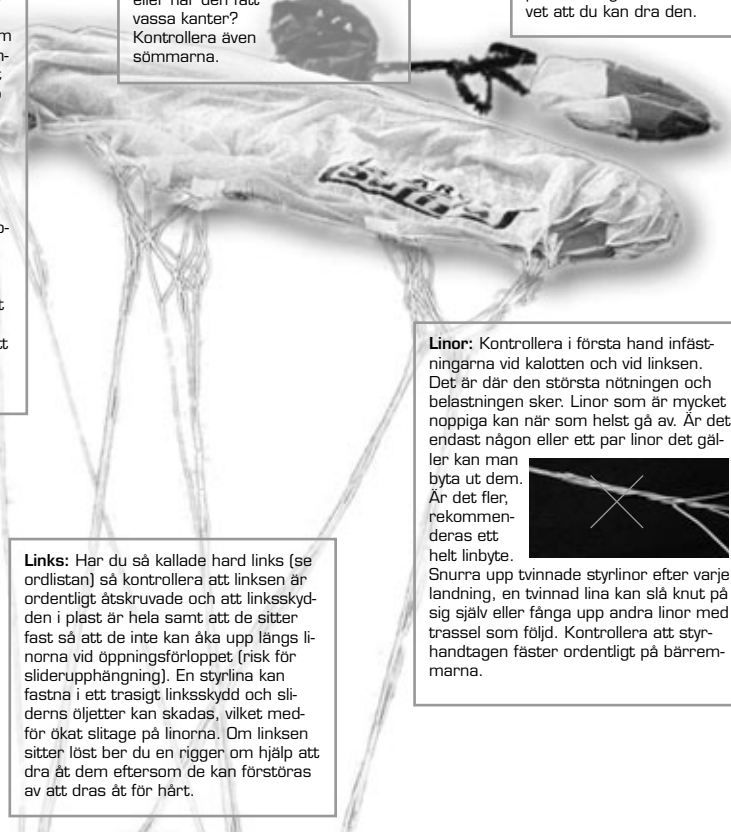 eller har den fått
vassa kanter?
Kontrollera även
sömmarna.
vet att du kan dra den.
Linor: Kontrollera i första hand infäst-
ningarna vid kalotten och vid linksen.
Det är där den största nötningen och
belastningen sker. Linor som är mycket
noppiga kan när som helst gå av. Är det
endast någon eller ett par linor det gäl-
ler kan man
byta ut dem.
Är det fler,
rekommen-
deras ett
helt linbyte.
Snurra upp tvinnade styrlinor efter varje
landning, en tvinnad lina kan slå knut på
sig själv eller fånga upp andra linor med
trassel som följd. Kontrollera att styr-
handtagen fäster ordentligt på bärrem-
marna.
Links: Har du så kallade hard links (se
ordlistan) så kontrollera att linksen är
ordentligt åtskruvade och att linksskyd-
den i plast är hela samt att de sitter
fast så att de inte kan åka upp längs li-
norna vid öppningsförloppet (risk för
sliderupphängning). En styrlina kan
fastna i ett trasigt linksskydd och sli-
derns öljetter kan skadas, vilket med-
för ökat slitage på linorna. Om linksen
sitter löst ber du en rigger om hjälp att
dra åt dem eftersom de kan förstöras
av att dras åt för hårt.